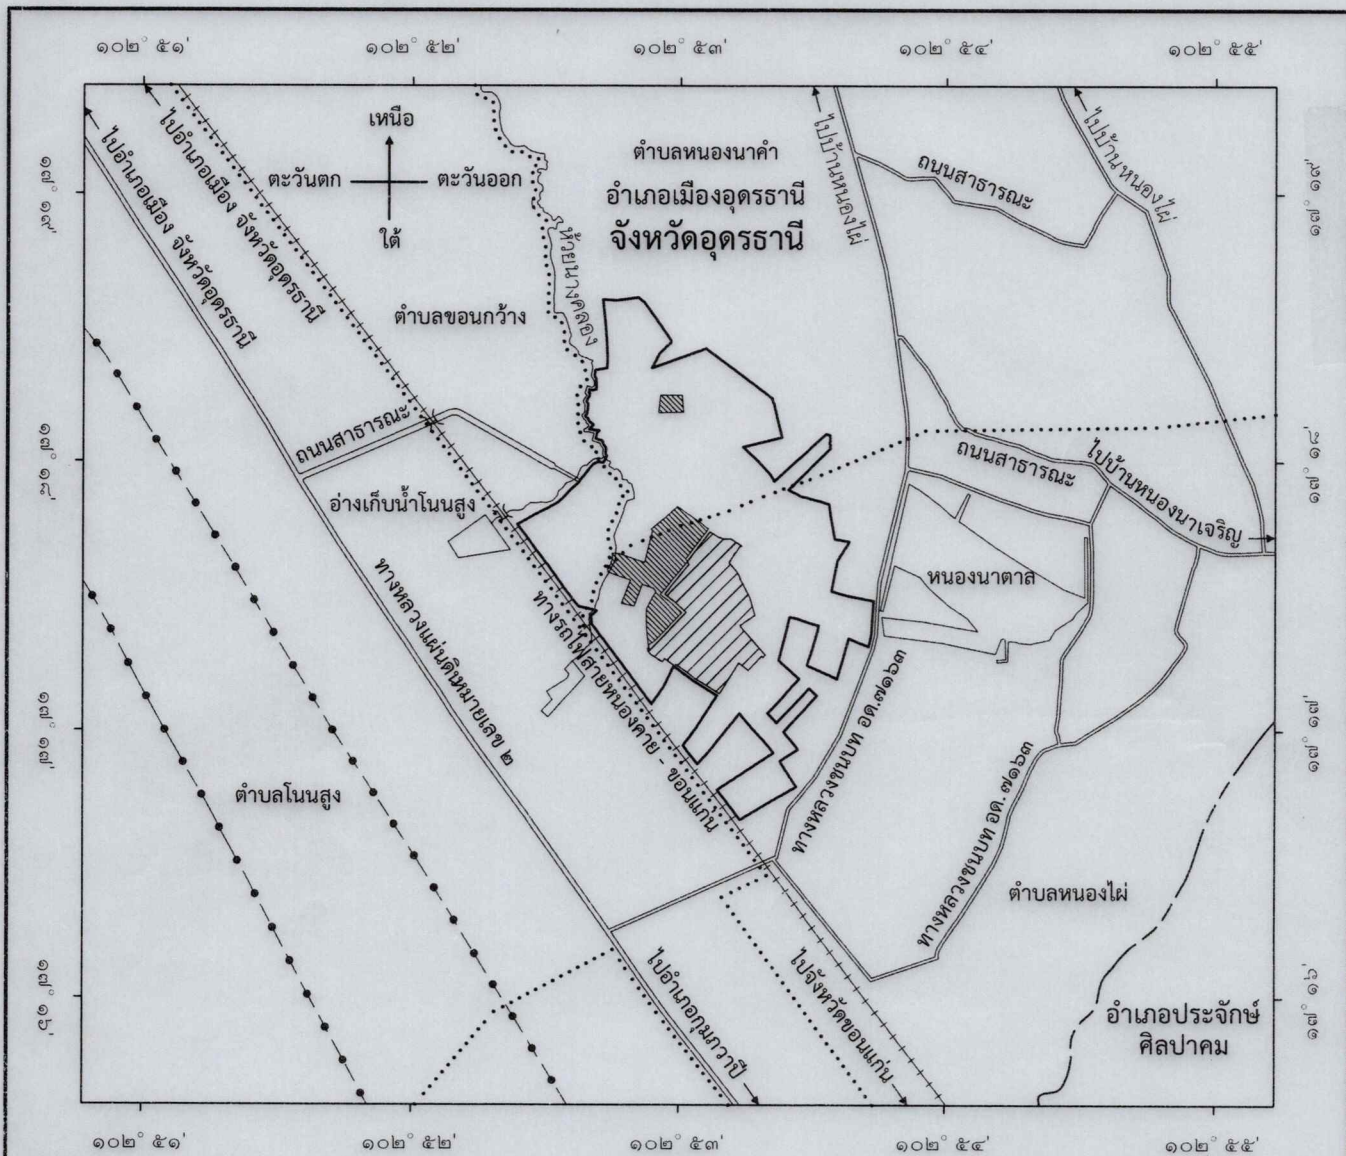 ๑๐๒° ๕๑' ๑๐๒° ๕๒' ๑๐๒° ๕๓' ๑๐๒° ๕๔' ๑๐๒° ๕๕'
ไปอำเภอเมือง จังหวัดอุดรธานี
ไปอำเภอเมือง จังหวัดอุดรธานี
เหนือ
ตะวันตก
ตะวันออก
ใต้
ตำบลหนองนาคำ
อำเภอเมืองอุดรธานี
จังหวัดอุดรธานี
ไปบ้านหนองไผ่
ถนนสาธารณะ
ไปบ้านหนองไผ่
๑๗° ๑๙'
๑๗° ๑๙'
ห้วยนางคลอง
ตำบลขอนกว้าง
ถนนสาธารณะ
อ่างเก็บน้ำโนนสูง
๑๗° ๑๘'
๑๗° ๑๘'
ถนนสาธารณะ
ไปบ้านหนองนาเจริญ
หนองนาตาล
ทางหลวงแผ่นดินหมายเลข ๒
ทางรถไฟสายหนองคาย - ขอนแก่น
ทางหลวงชนบท อด.๗๑๖๓
ทางหลวงชนบท อด. ๗๑๖๓
๑๗° ๑๗'
๑๗° ๑๗'
ตำบลโนนสูง
ตำบลหนองไผ่
ไปอำเภอกุมภวาปี
ไปจังหวัดขอนแก่น
๑๗° ๑๖'
๑๗° ๑๖'
อำเภอประจักษ์
ศิลปาคม
๑๐๒° ๕๑' ๑๐๒° ๕๒' ๑๐๒° ๕๓' ๑๐๒° ๕๔' ๑๐๒° ๕๕'